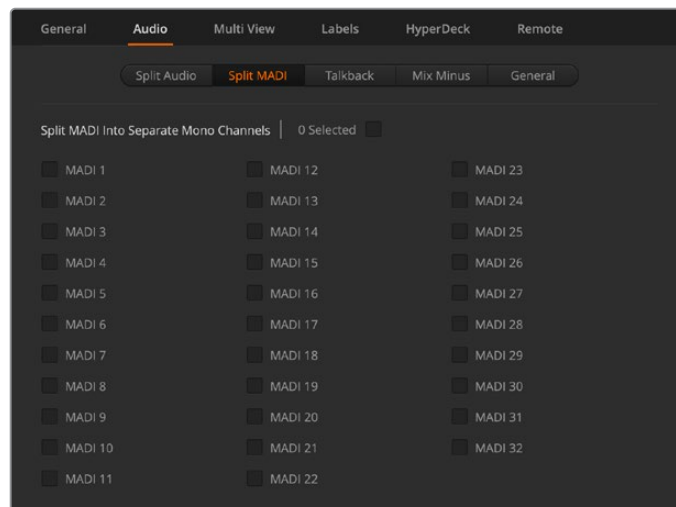 General Audio Multi View Labels HyperDeck Remote
Split Audio Split MADI Talkback Mix Minus General
Split MADI Into Separate Mono Channels 0 Selected
MADI 1 MADI 12 MADI 23
MADI 2 MADI 13 MADI 24
MADI 3 MADI 14 MADI 25
MADI 4 MADI 15 MADI 26
MADI 5 MADI 16 MADI 27
MADI 6 MADI 17 MADI 28
MADI 7 MADI 18 MADI 29
MADI 8 MADI 19 MADI 30
MADI 9 MADI 20 MADI 31
MADI 10 MADI 21 MADI 32
MADI 11 MADI 22